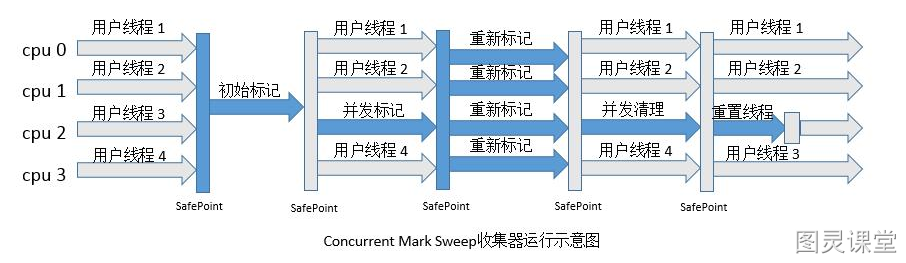 用户线程 1 用户线程 1 重新标记 用户线程 1 用户线程 1
cpu 0
用户线程 2 用户线程 2 重新标记 用户线程 2 用户线程 2
cpu 1 初始标记
用户线程 3 并发标记 重新标记 并发清理 重置线程
cpu 2
用户线程 4 用户线程 4 重新标记 用户线程 4 用户线程 3
cpu 3
SafePoint SafePoint SafePoint SafePoint SafePoint
Concurrent Mark Sweep收集器运行示意图
图灵课堂